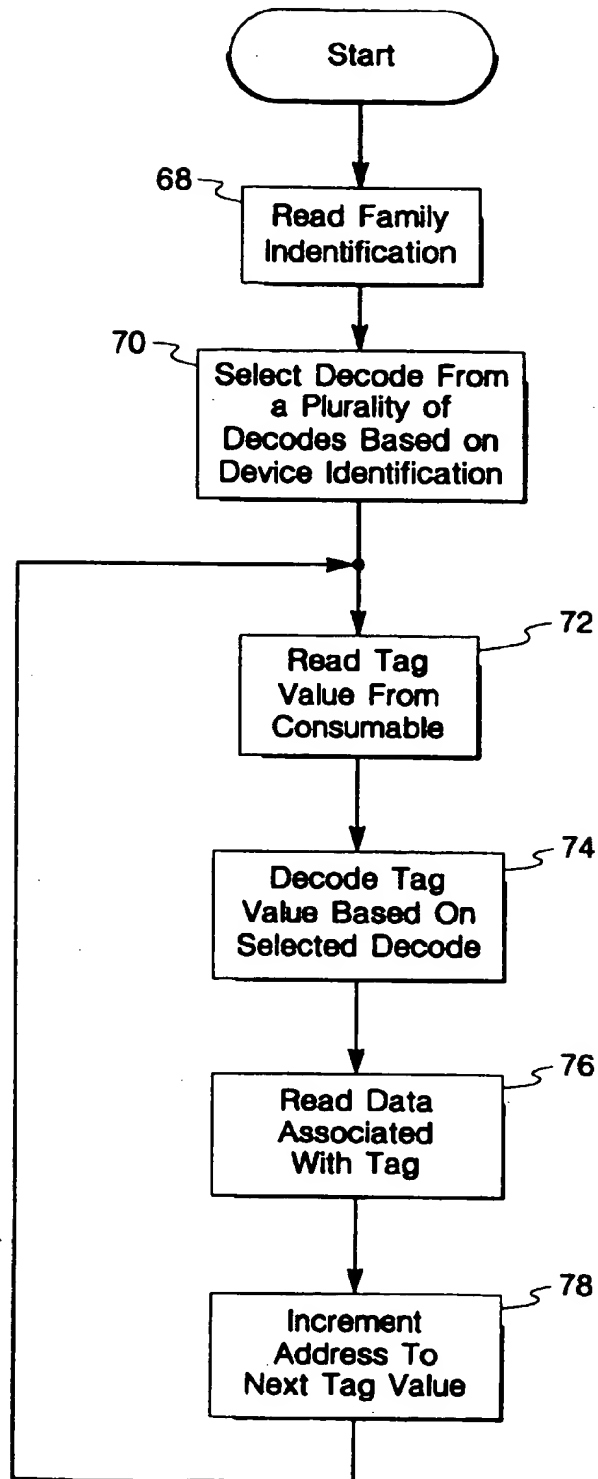 Start
68
Read Family
Indentification
70
Select Decode From
a Plurality of
Decodes Based on
Device Identification
72
Read Tag
Value From
Consumable
74
Decode Tag
Value Based On
Selected Decode
76
Read Data
Associated
With Tag
78
Increment
Address To
Next Tag Value